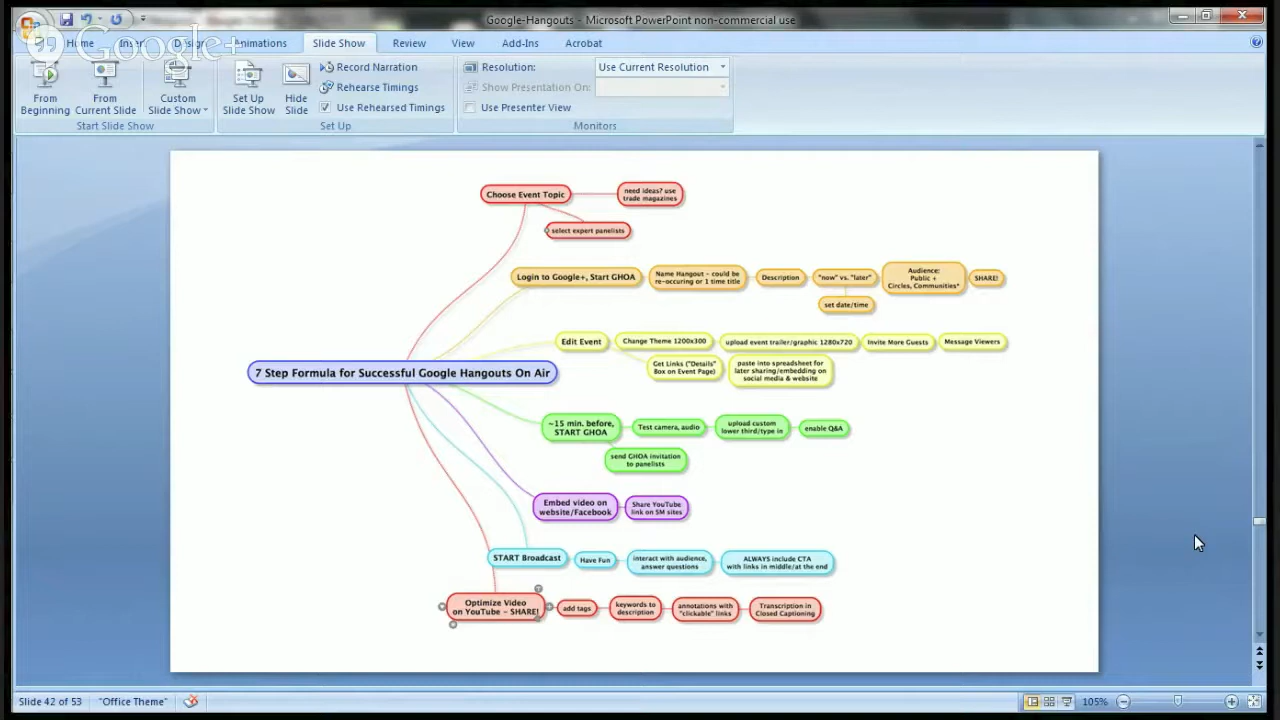 Google-Hangouts - Microsoft PowerPoint non-commercial use
Google+
Home Insert Design Animations Slide Show Review View Add-Ins Acrobat
From Beginning
From Current Slide
Custom Slide Show
Start Slide Show
Set Up Slide Show
Hide Slide
Record Narration
Rehearse Timings
Use Rehearsed Timings
Set Up
Resolution: Use Current Resolution
Show Presentation On:
Use Presenter View
Monitors
Choose Event Topic
need ideas? use
trade magazines
select expert panelists
Login to Google+, Start GHOA
Name Hangout - could be
re-occuring or 1 time title
Description
"now" vs. "later"
set date/time
Audience:
Public +
Circles, Communities*
SHARE!
Edit Event
Change Theme 1200x300
upload event trailer/graphic 1280x720
Invite More Guests
Message Viewers
Get Links ("Details"
Box on Event Page)
paste into spreadsheet for
later sharing/embedding on
social media & website
7 Step Formula for Successful Google Hangouts On Air
~15 min. before,
START GHOA
Test camera, audio
upload custom
lower third/type in
enable Q&A
send GHOA invitation
to panelists
Embed video on
website/Facebook
Share YouTube
link on SM sites
START Broadcast
Have Fun
interact with audience,
answer questions
ALWAYS include CTA
with links in middle/at the end
Optimize Video
on YouTube - SHARE!
add tags
keywords to
description
annotations with
"clickable" links
Transcription in
Closed Captioning
Slide 42 of 53 "Office Theme" 105%